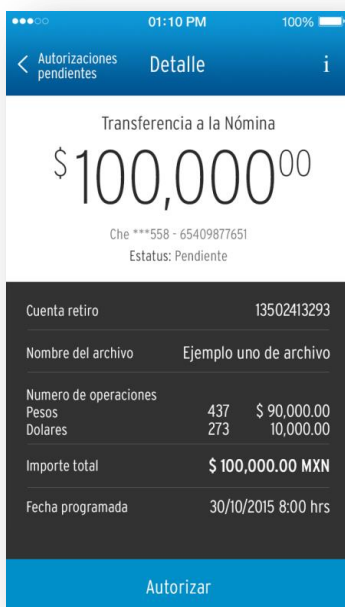 01:10 PM
100%
Autorizaciones
pendientes
Detalle
i
Transferencia a la Nómina
$100,000.00
Che ***558 - 65409877651
Estatus: Pendiente
Cuenta retiro 13502413293
Nombre del archivo Ejemplo uno de archivo
Numero de operaciones
Pesos 437 $ 90,000.00
Dolares 273 10,000.00
Importe total $ 100,000.00 MXN
Fecha programada 30/10/2015 8:00 hrs
Autorizar